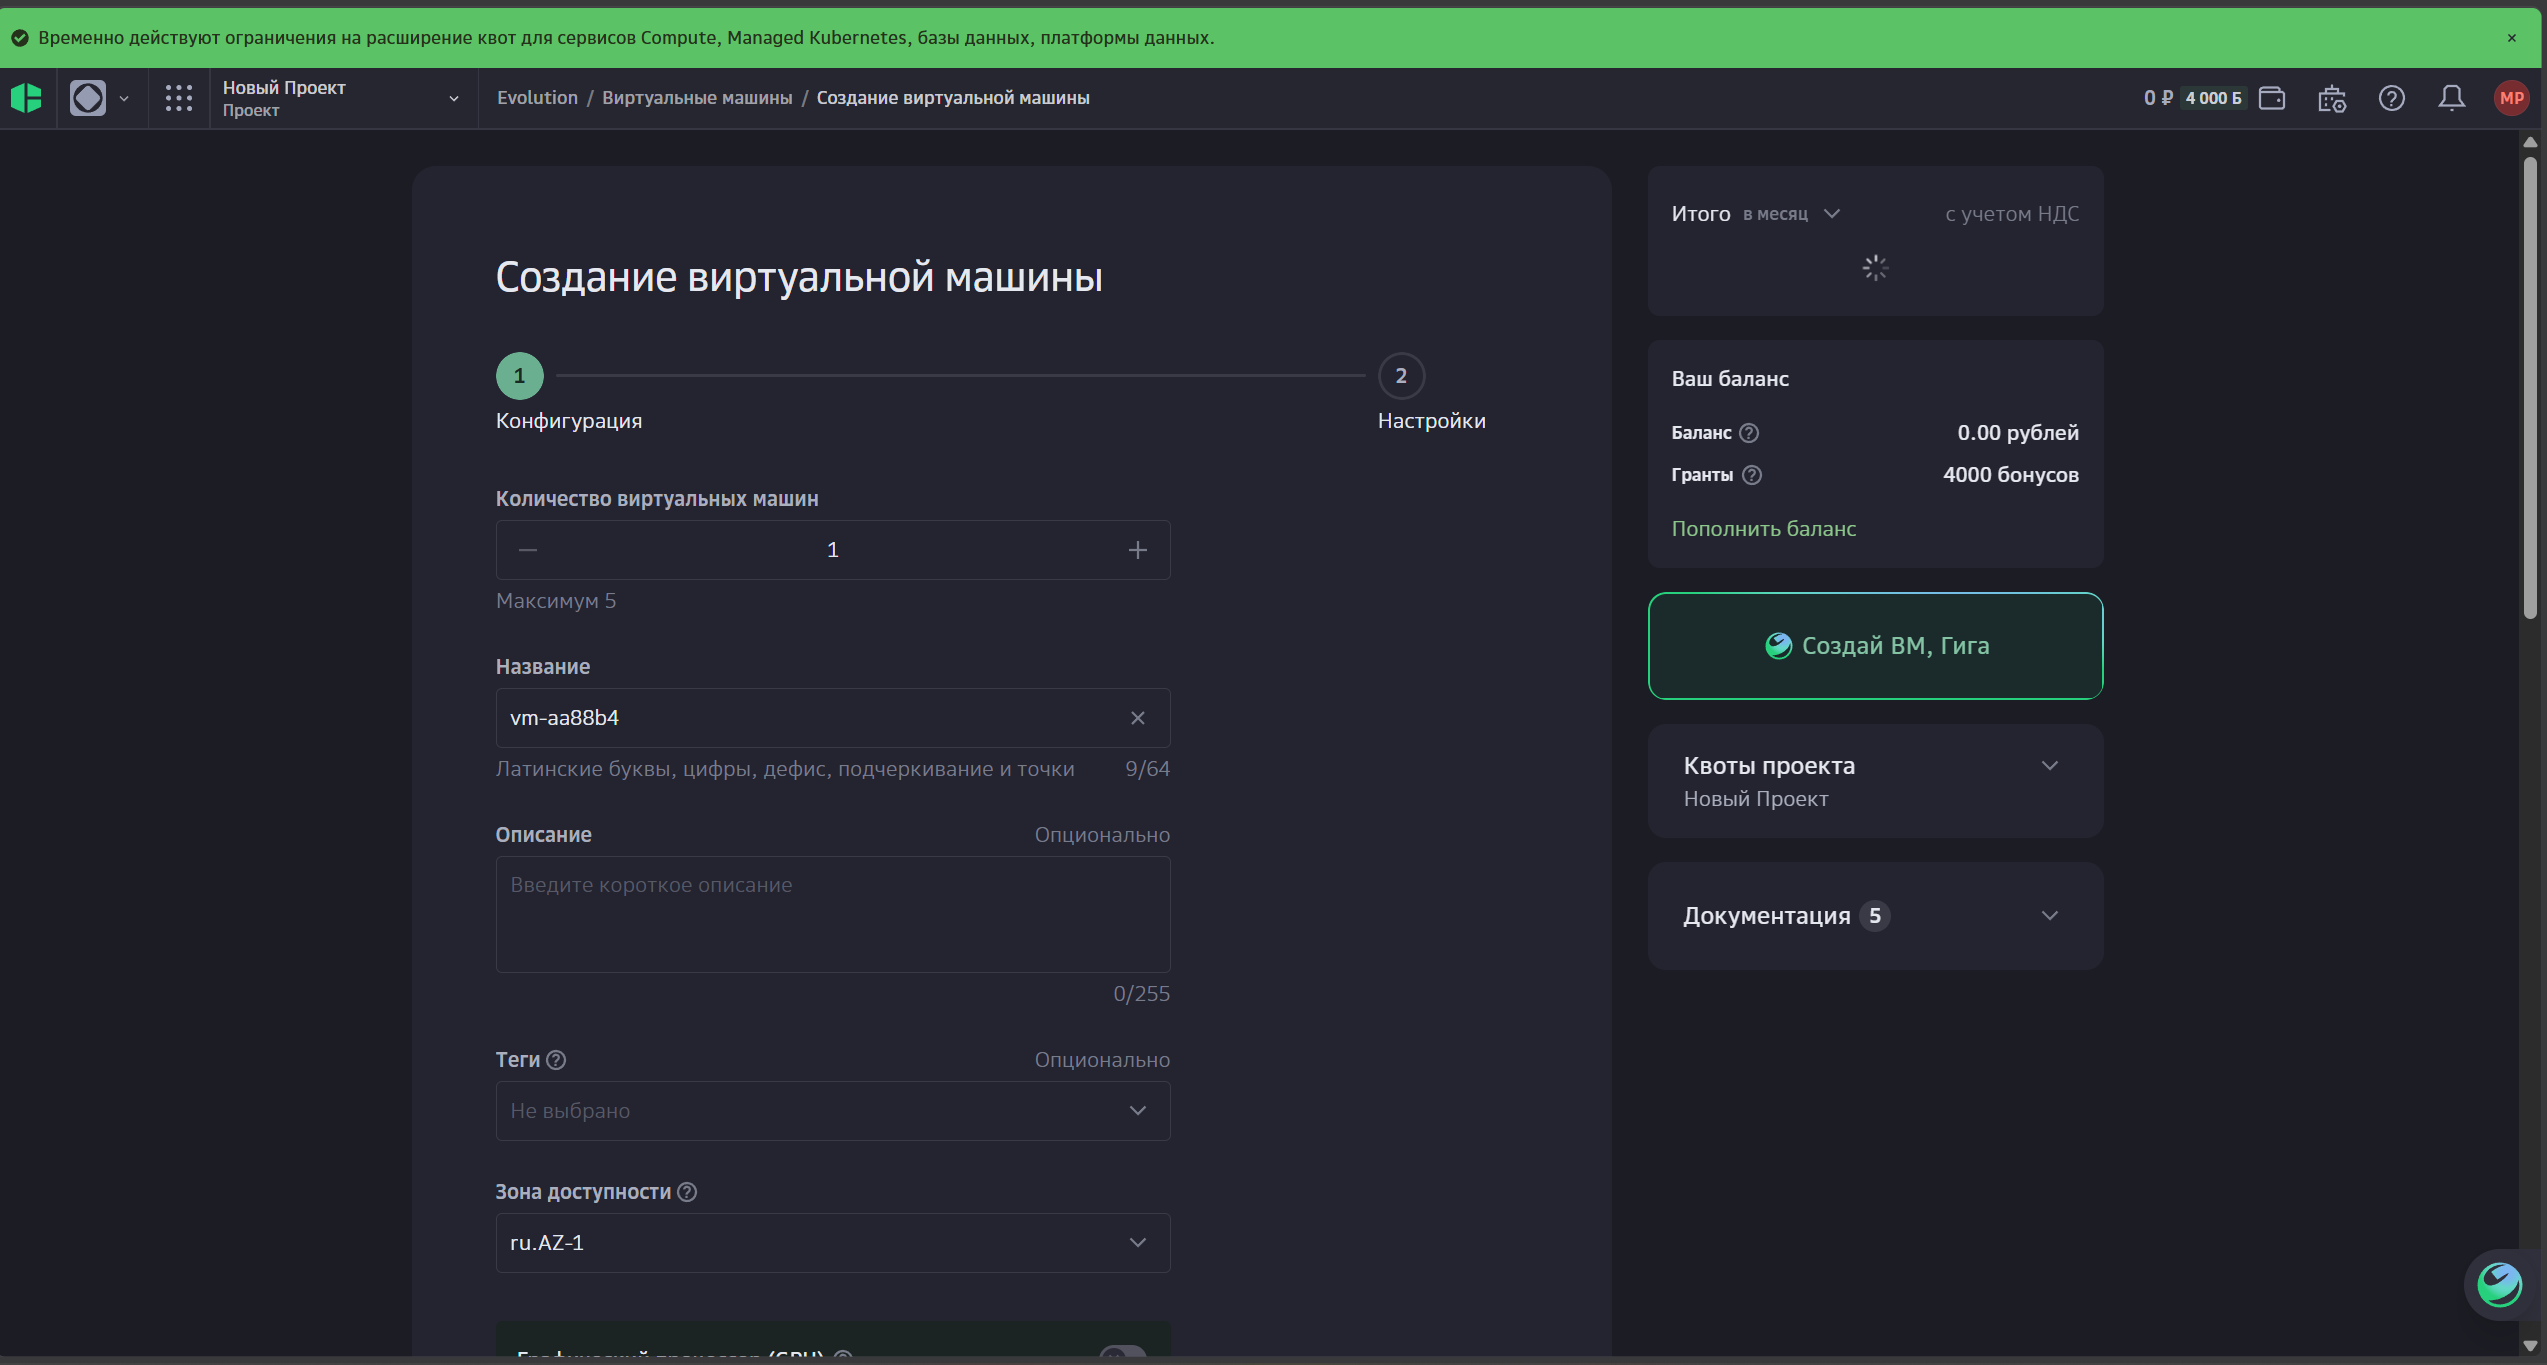 Временно действуют ограничения на расширение квот для сервисов Compute, Managed Kubernetes, базы данных, платформы данных.
Новый Проект
Проект
Evolution / Виртуальные машины / Создание виртуальной машины
0 ₽ 4 000 Б
МР
Создание виртуальной машины
1
2
Конфигурация
Настройки
Количество виртуальных машин
1
Максимум 5
Название
vm-aa88b4
Латинские буквы, цифры, дефис, подчеркивание и точки 9/64
Описание Опционально
Введите короткое описание
0/255
Теги Опционально
Не выбрано
Зона доступности
ru.AZ-1
Графический процессор (GPU)
Итого в месяц с учетом НДС
Ваш баланс
Баланс 0.00 рублей
Гранты 4000 бонусов
Пополнить баланс
Создай ВМ, Гига
Квоты проекта
Новый Проект
Документация 5